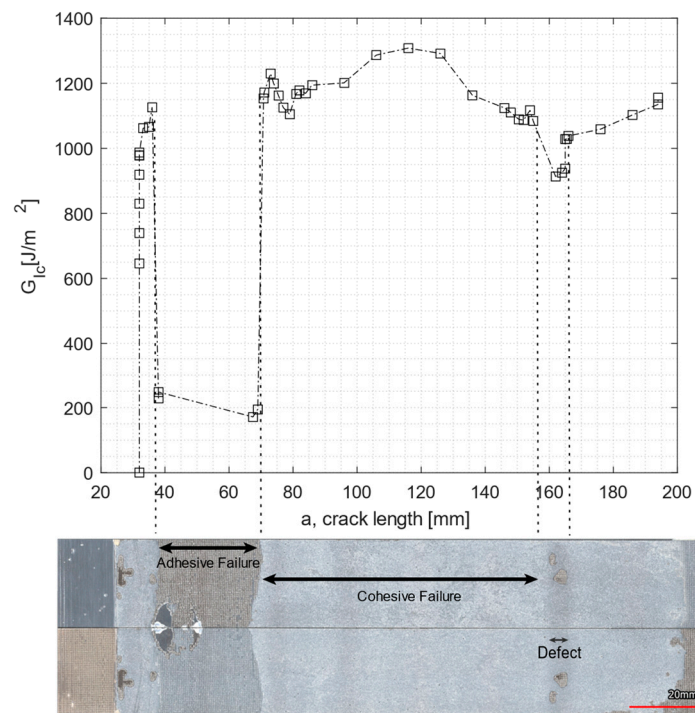 1400
1200
1000
800
600
400
200
0
G_Ic[J/m ²]
20 40 60 80 100 120 140 160 180 200
a, crack length [mm]
Adhesive Failure
Cohesive Failure
Defect
20mm